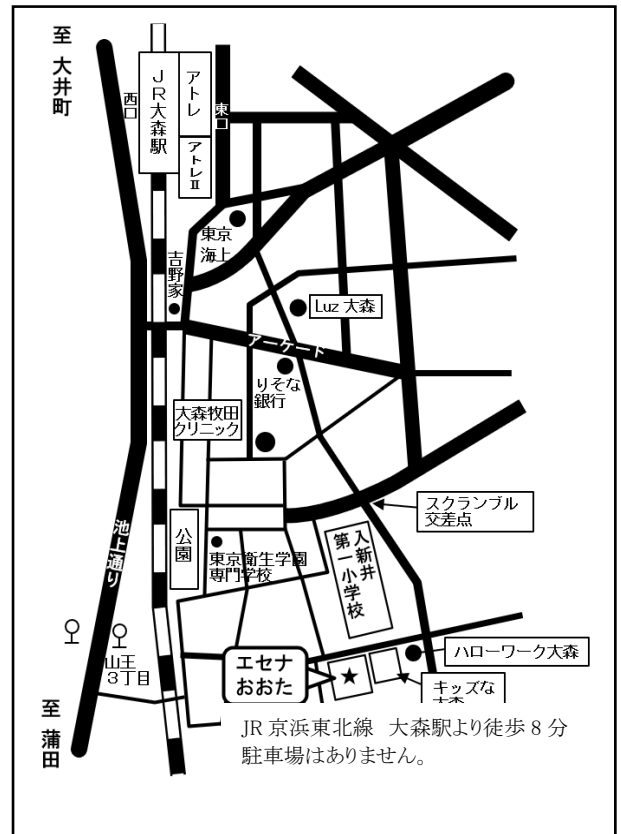 至 大井町
西口
JR大森駅
アトレ
アトレⅡ
東口
東京
海上
吉野家
Luz 大森
アーケード
りそな
銀行
大森牧田
クリニック
スクランブル
交差点
池上通り
公園
東京衛生学園
専門学校
入新井
第一小学校
山王
3丁目
エセナ
おおた
ハローワーク大森
キッズな
至 蒲田
JR 京浜東北線 大森駅より徒歩 8 分
駐車場はありません。